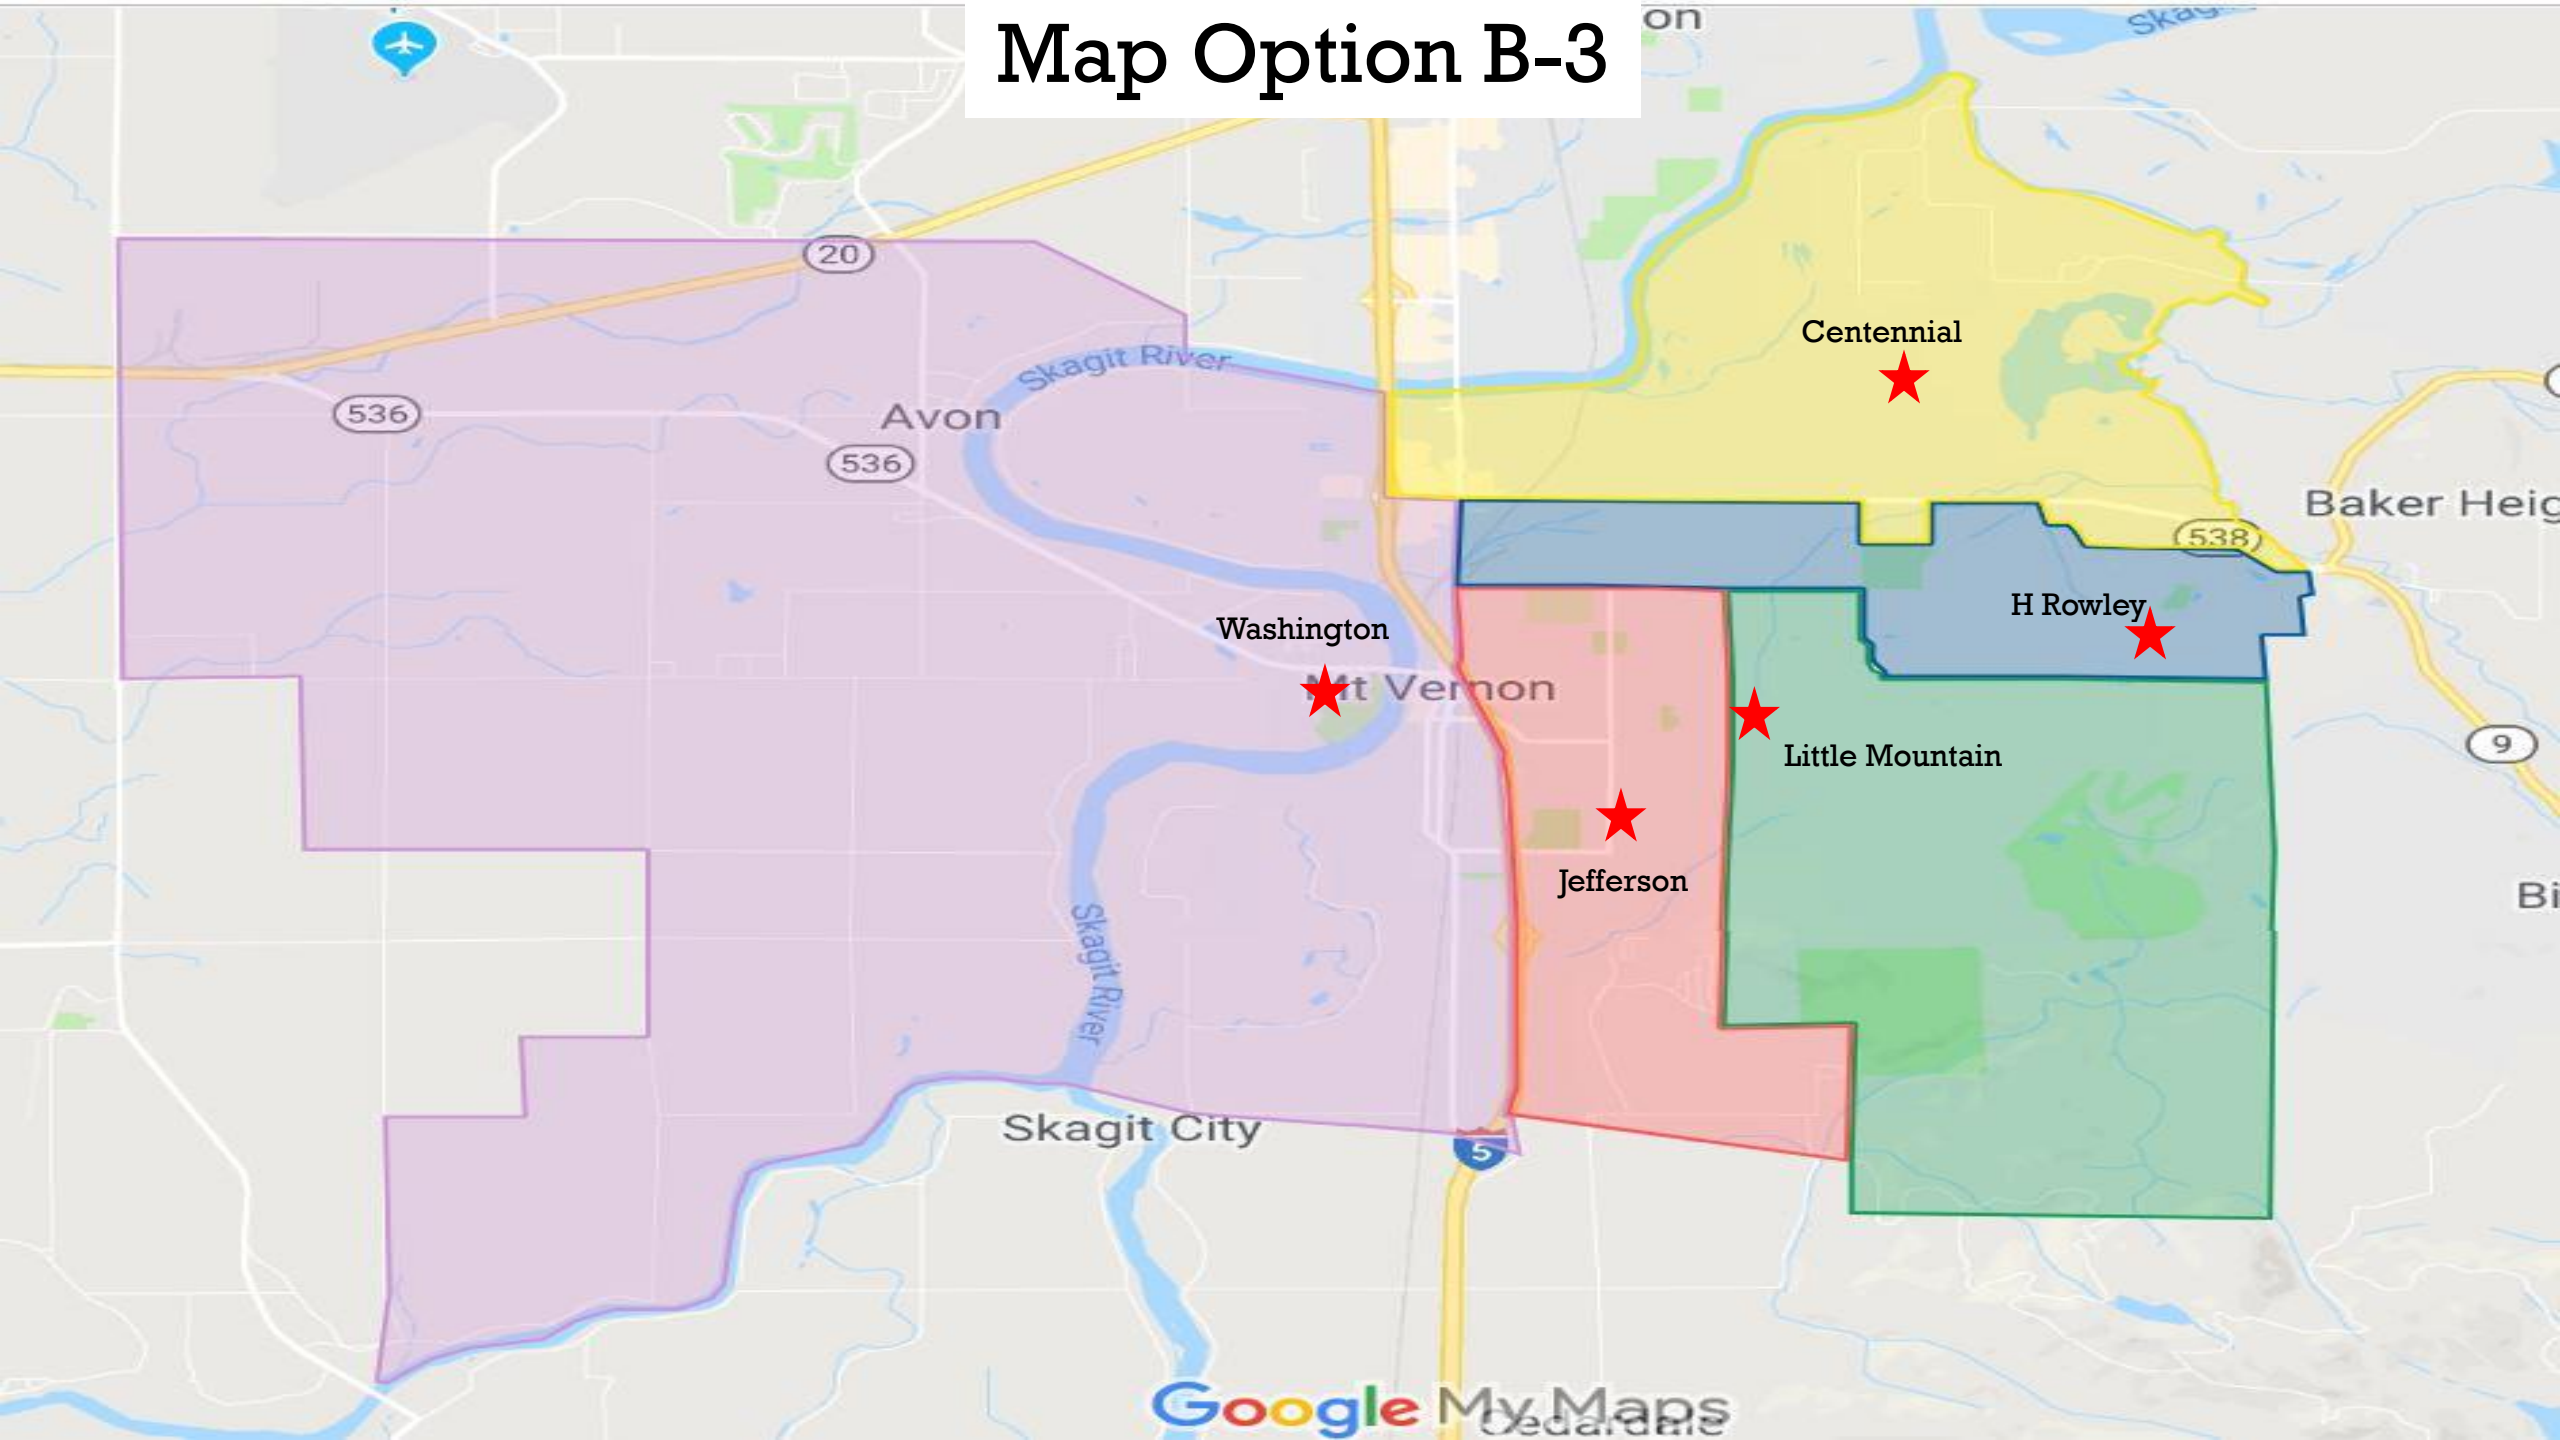 Map Option B-3
on
20
Centennial
Skagit River
536
Avon
536
Baker Heig
538
H Rowley
Washington
Mt Vernon
9
Little Mountain
Jefferson
Bi
Skagit River
Skagit City
5
Google My Maps
Cedardale